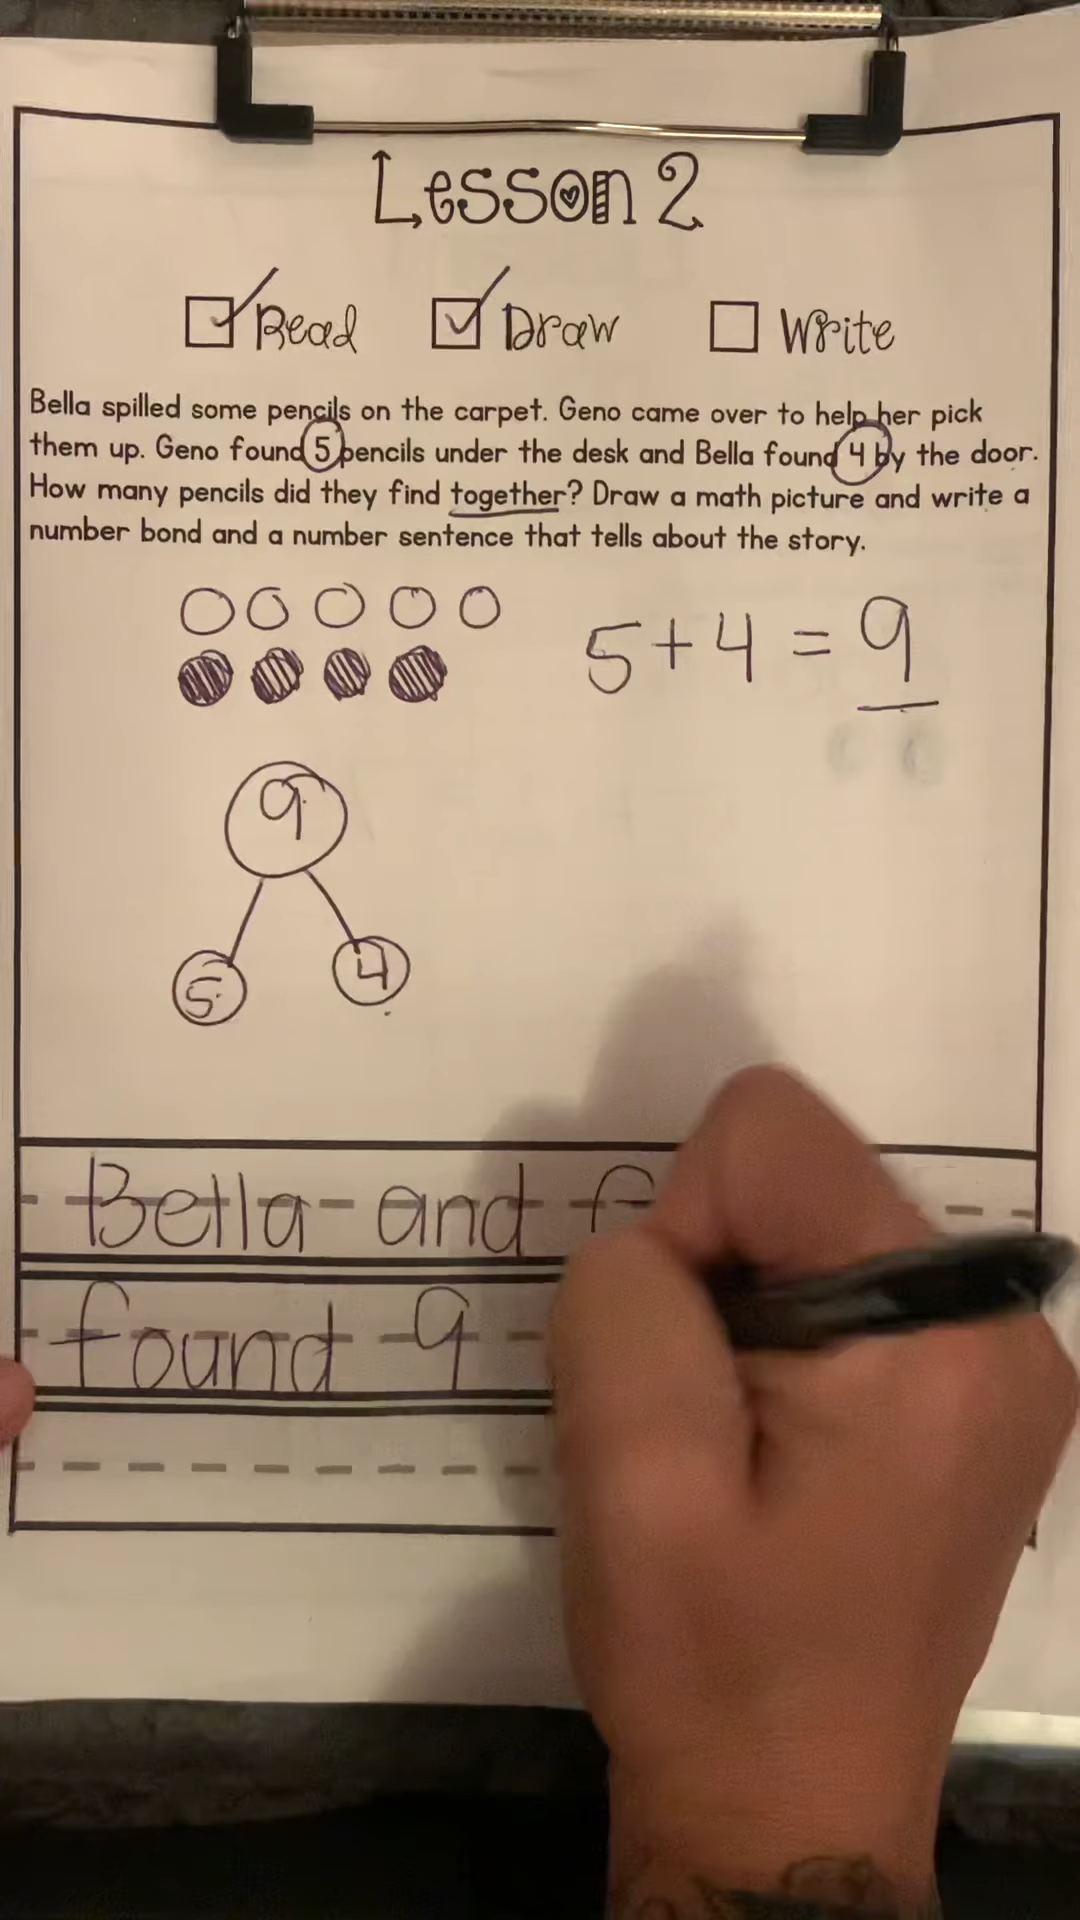 Lesson 2
Read Draw Write
Bella spilled some pencils on the carpet. Geno came over to help her pick
them up. Geno found 5 pencils under the desk and Bella found 4 by the door.
How many pencils did they find together? Draw a math picture and write a
number bond and a number sentence that tells about the story.
5+4=9
9
5 4
Bella and
found 9